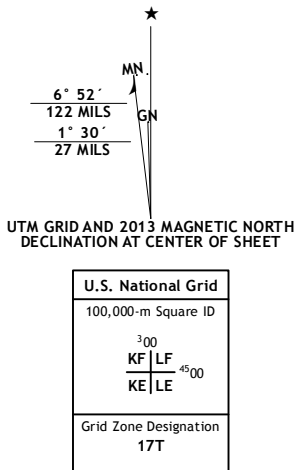 ★
MN
GN
6° 52´
122 MILS
1° 30´
27 MILS
UTM GRID AND 2013 MAGNETIC NORTH
DECLINATION AT CENTER OF SHEET
U.S. National Grid
100,000-m Square ID
³00
KF LF
⁴⁵00
KE LE
Grid Zone Designation
17T